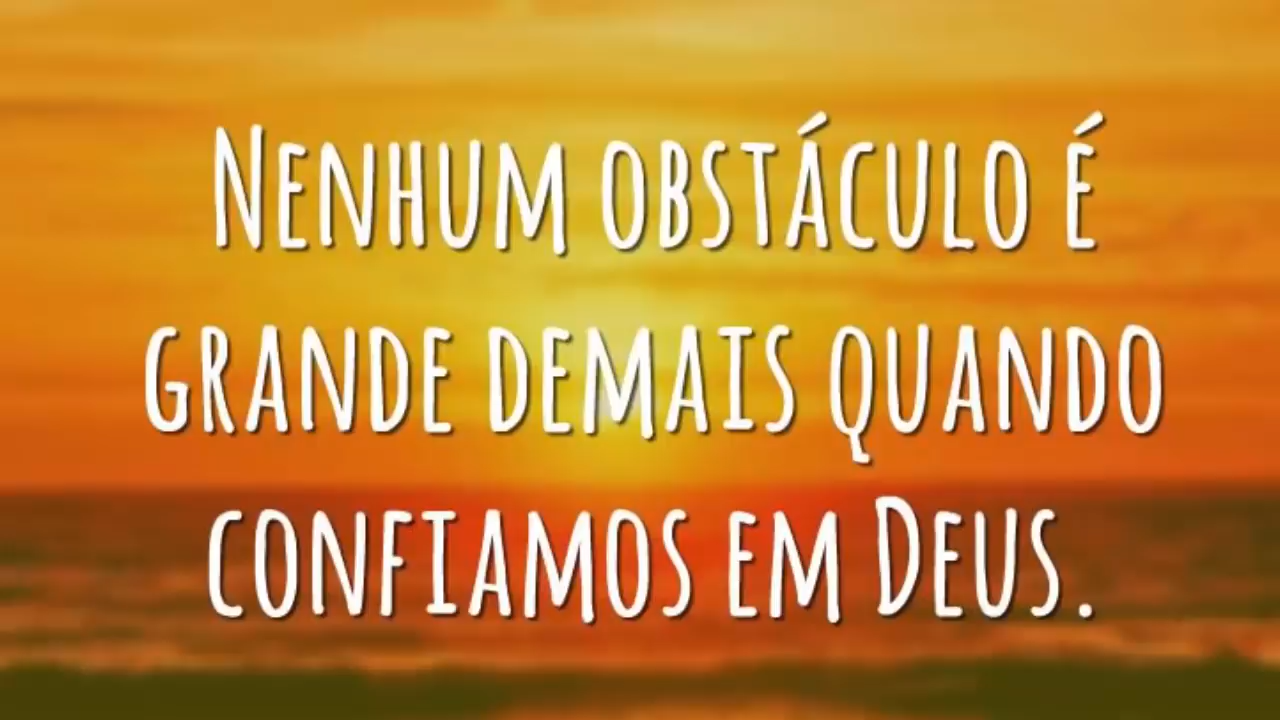 Nenhum obstáculo é
grande demais quando
confiamos em Deus.